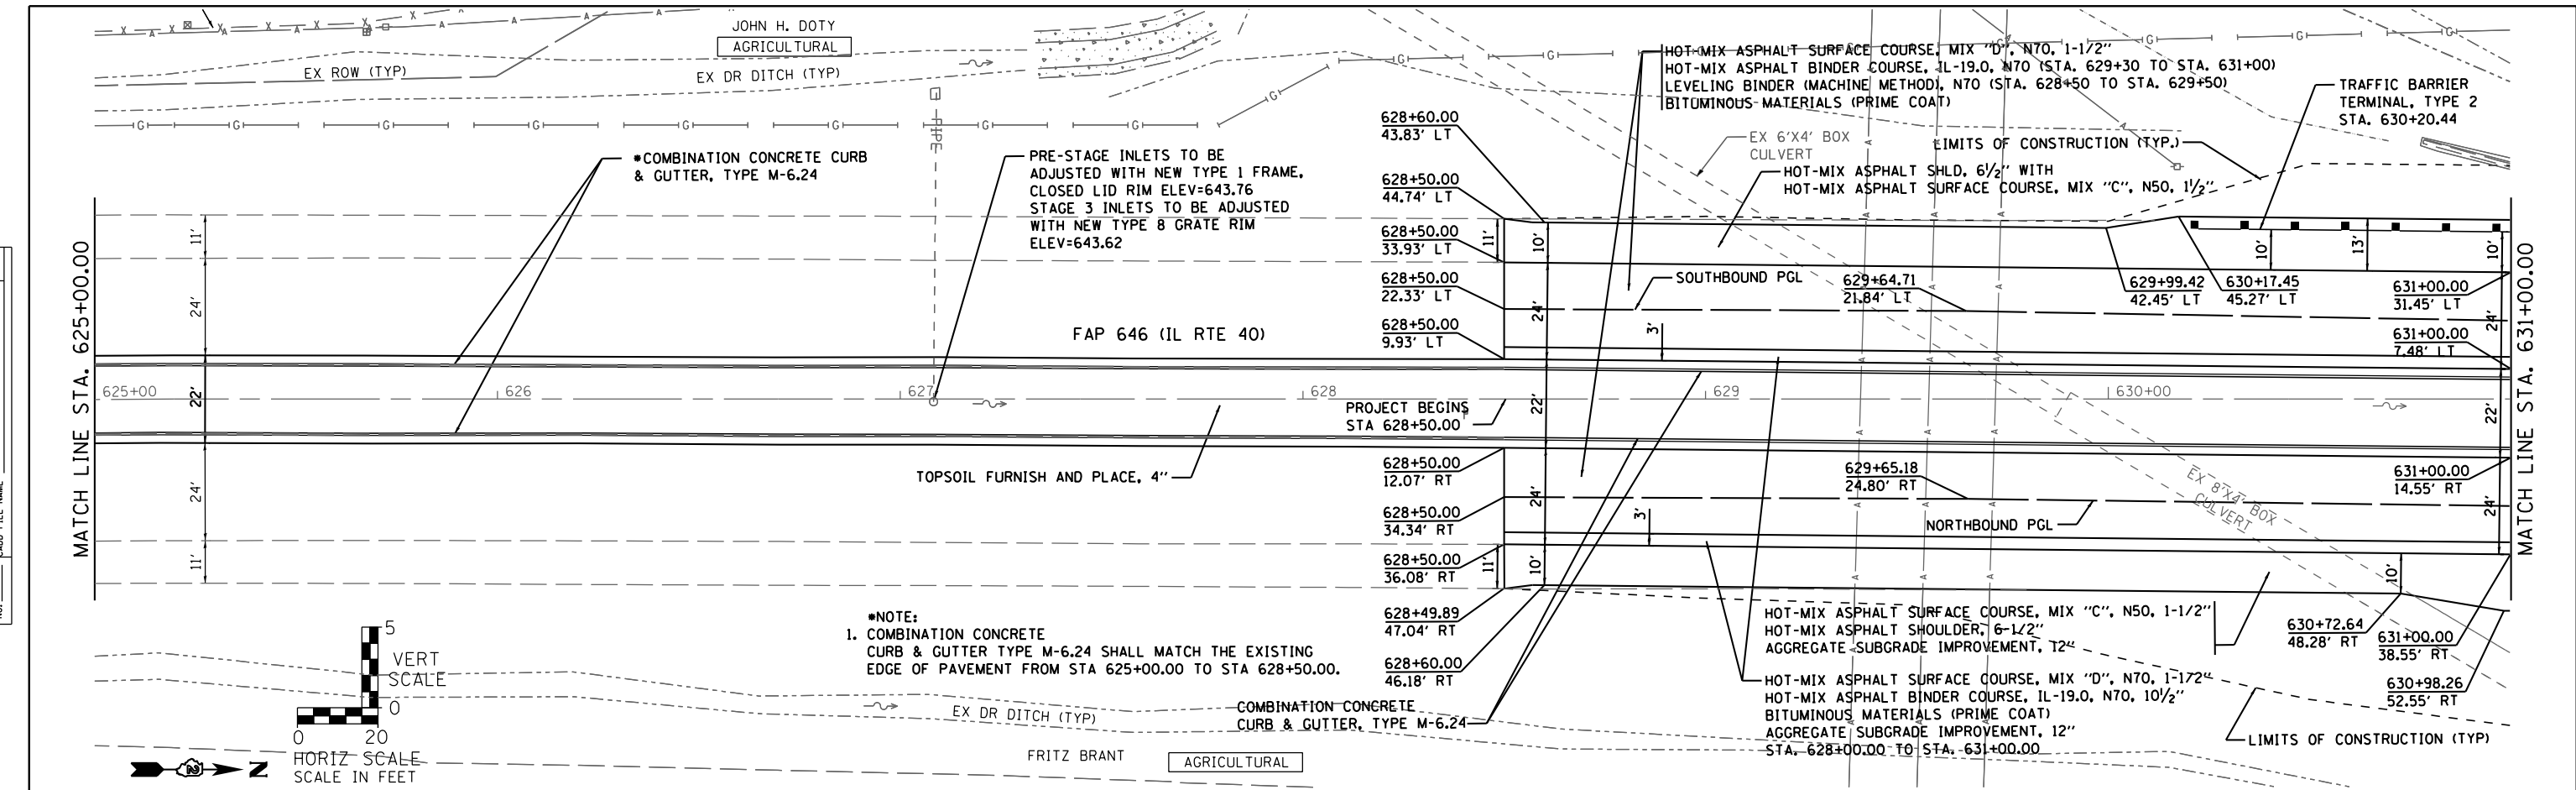 JOHN H. DOTY
AGRICULTURAL
EX ROW (TYP)
EX DR DITCH (TYP)
PIPE
*COMBINATION CONCRETE CURB
& GUTTER, TYPE M-6.24
PRE-STAGE INLETS TO BE
ADJUSTED WITH NEW TYPE 1 FRAME,
CLOSED LID RIM ELEV=643.76
STAGE 3 INLETS TO BE ADJUSTED
WITH NEW TYPE 8 GRATE RIM
ELEV=643.62
HOT-MIX ASPHALT SURFACE COURSE, MIX "D", N70, 1-1/2"
HOT-MIX ASPHALT BINDER COURSE, IL-19.0, N70 (STA. 629+30 TO STA. 631+00)
LEVELING BINDER (MACHINE METHOD), N70 (STA. 628+50 TO STA. 629+50)
BITUMINOUS MATERIALS (PRIME COAT)
TRAFFIC BARRIER
TERMINAL, TYPE 2
STA. 630+20.44
EX 6'X4' BOX
CULVERT
LIMITS OF CONSTRUCTION (TYP.)
HOT-MIX ASPHALT SHLD, 6½" WITH
HOT-MIX ASPHALT SURFACE COURSE, MIX "C", N50, 1½"
628+60.00
43.83' LT
628+50.00
44.74' LT
628+50.00
33.93' LT
628+50.00
22.33' LT
628+50.00
9.93' LT
SOUTHBOUND PGL
629+64.71
21.84' LT
629+99.42
42.45' LT
630+17.45
45.27' LT
631+00.00
31.45' LT
631+00.00
7.48' LT
MATCH LINE STA. 625+00.00
11'
24'
22'
24'
11'
FAP 646 (IL RTE 40)
625+00
626
627
628
629
630+00
11'
10'
24'
3'
22'
24'
3'
11'
10'
10'
13'
10'
24'
22'
24'
10'
MATCH LINE STA. 631+00.00
PROJECT BEGINS
STA 628+50.00
TOPSOIL FURNISH AND PLACE, 4"
628+50.00
12.07' RT
628+50.00
34.34' RT
628+50.00
36.08' RT
628+49.89
47.04' RT
628+60.00
46.18' RT
629+65.18
24.80' RT
NORTHBOUND PGL
EX 8'X4' BOX
CULVERT
631+00.00
14.55' RT
630+72.64
48.28' RT
631+00.00
38.55' RT
630+98.26
52.55' RT
*NOTE:
1. COMBINATION CONCRETE
CURB & GUTTER TYPE M-6.24 SHALL MATCH THE EXISTING
EDGE OF PAVEMENT FROM STA 625+00.00 TO STA 628+50.00.
HOT-MIX ASPHALT SURFACE COURSE, MIX "C", N50, 1-1/2"
HOT-MIX ASPHALT SHOULDER, 6-1/2"
AGGREGATE SUBGRADE IMPROVEMENT, 12"
HOT-MIX ASPHALT SURFACE COURSE, MIX "D", N70, 1-1/2"
HOT-MIX ASPHALT BINDER COURSE, IL-19.0, N70, 10½"
BITUMINOUS MATERIALS (PRIME COAT)
AGGREGATE SUBGRADE IMPROVEMENT, 12"
STA. 628+00.00 TO STA. 631+00.00
COMBINATION CONCRETE
CURB & GUTTER, TYPE M-6.24
LIMITS OF CONSTRUCTION (TYP)
EX DR DITCH (TYP)
FRITZ BRANT
AGRICULTURAL
5
VERT
SCALE
0
0 20
HORIZ SCALE
SCALE IN FEET
N